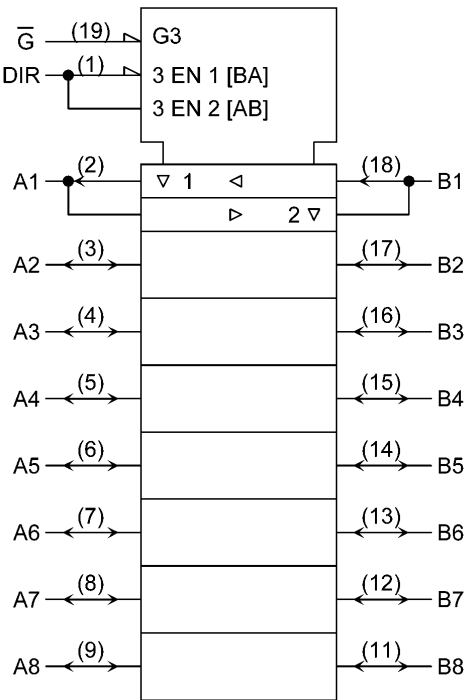 G̅ (19) G3
DIR (1) 3 EN 1 [BA]
3 EN 2 [AB]
A1 (2) ▽ 1 ◁ (18) B1
▷ 2 ▽
A2 (3) (17) B2
A3 (4) (16) B3
A4 (5) (15) B4
A5 (6) (14) B5
A6 (7) (13) B6
A7 (8) (12) B7
A8 (9) (11) B8